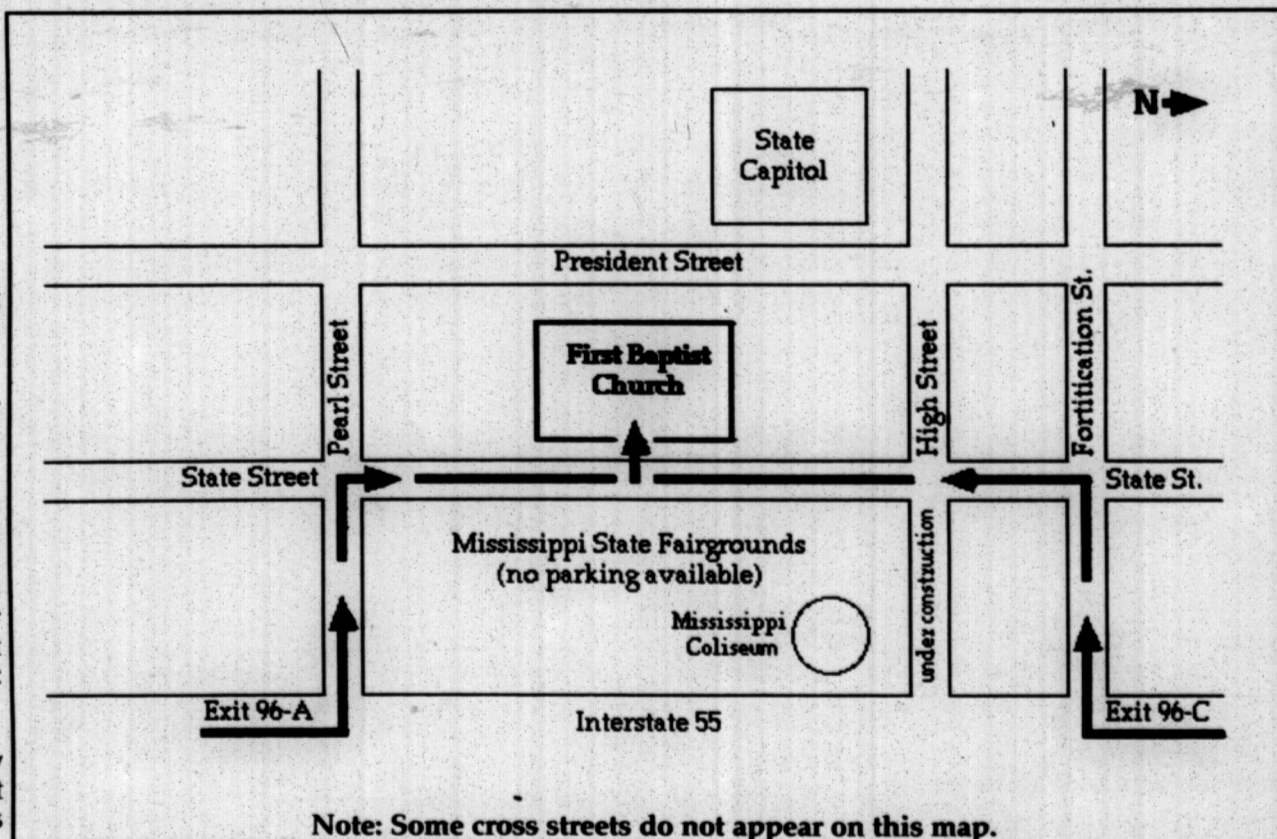 N
State
Capitol
President Street
Pearl Street
First Baptist
Church
High Street
Fortitication St.
State Street
State St.
Mississippi State Fairgrounds
(no parking available)
Mississippi
Coliseum
under construction
Exit 96-A
Interstate 55
Exit 96-C
Note: Some cross streets do not appear on this map.